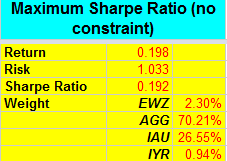 Maximum Sharpe Ratio (no
constraint)
Return 0.198
Risk 1.033
Sharpe Ratio 0.192
Weight EWZ 2.30%
AGG 70.21%
IAU 26.55%
IYR 0.94%